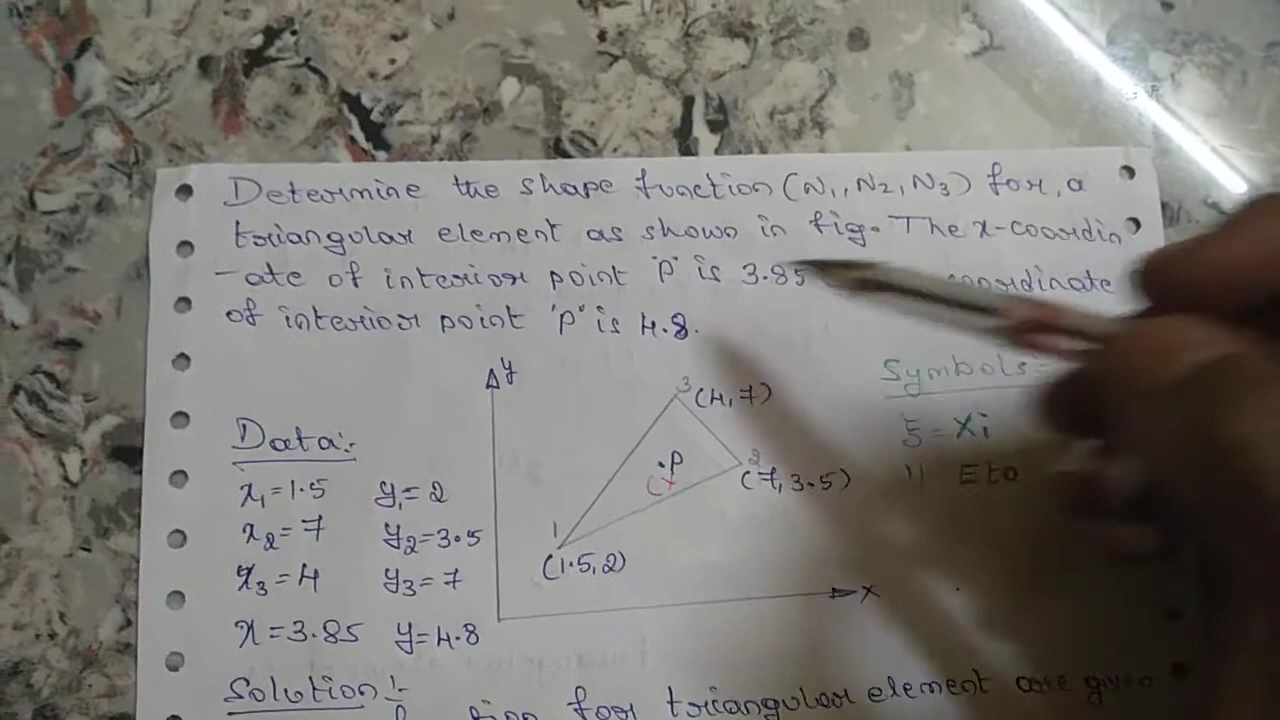 Determine the shape function (N1, N2, N3) for a
triangular element as shown in fig. The x-coordin
-ate of interior point 'P' is 3.85
of interior point 'P' is 4.8.
y
3 (4,7)
Symbols:-
Data:-
ξ = Xi
.P
2
(7,3.5)
η Eta
x1=1.5 y1=2
x2=7 y2=3.5
1
(1.5,2)
x3=4 y3=7
x
x=3.85 y=4.8
Solution:-
for triangular element are given